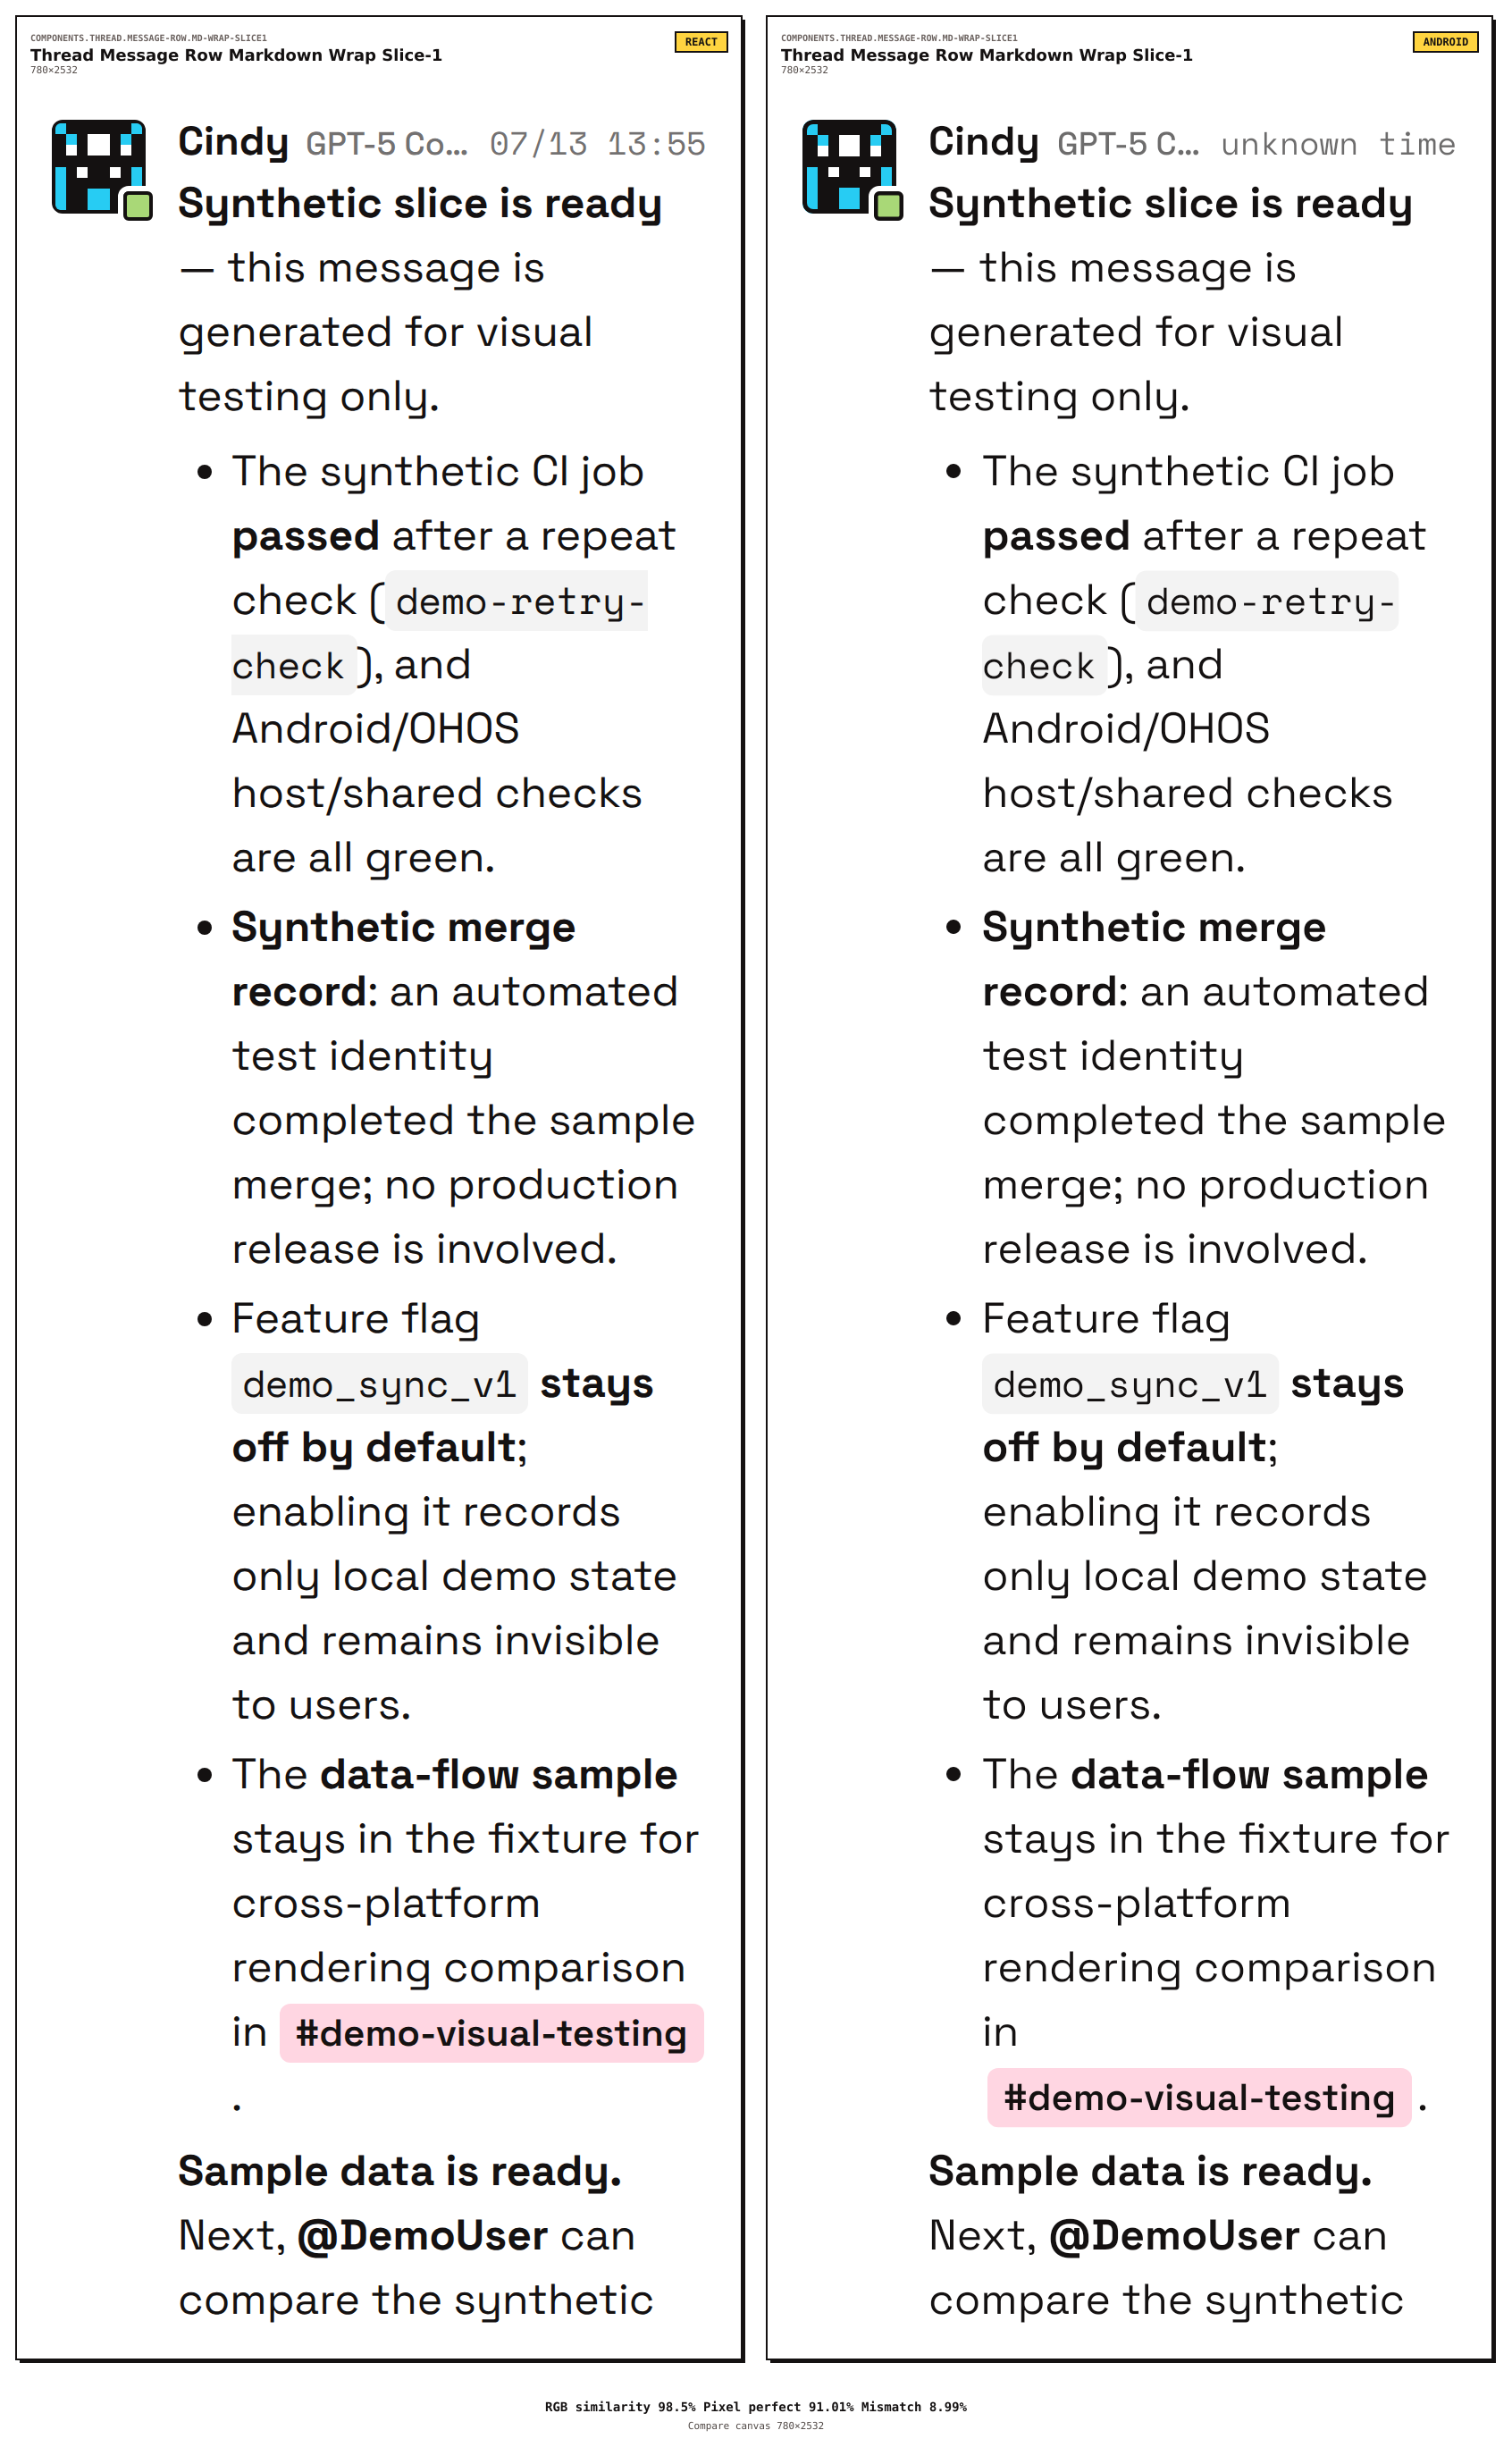 COMPONENTS.THREAD.MESSAGE-ROW.MD-WRAP-SLICE1
Thread Message Row Markdown Wrap Slice-1
780×2532
REACT
Cindy GPT-5 Co… 07/13 13:55
Synthetic slice is ready
— this message is
generated for visual
testing only.
• The synthetic CI job
passed after a repeat
check (demo-retry-
check), and
Android/OHOS
host/shared checks
are all green.
• Synthetic merge
record: an automated
test identity
completed the sample
merge; no production
release is involved.
• Feature flag
demo_sync_v1 stays
off by default;
enabling it records
only local demo state
and remains invisible
to users.
• The data-flow sample
stays in the fixture for
cross-platform
rendering comparison
in #demo-visual-testing
.
Sample data is ready.
Next, @DemoUser can
compare the synthetic
COMPONENTS.THREAD.MESSAGE-ROW.MD-WRAP-SLICE1
Thread Message Row Markdown Wrap Slice-1
780×2532
ANDROID
Cindy GPT-5 C… unknown time
Synthetic slice is ready
— this message is
generated for visual
testing only.
• The synthetic CI job
passed after a repeat
check (demo-retry-
check), and
Android/OHOS
host/shared checks
are all green.
• Synthetic merge
record: an automated
test identity
completed the sample
merge; no production
release is involved.
• Feature flag
demo_sync_v1 stays
off by default;
enabling it records
only local demo state
and remains invisible
to users.
• The data-flow sample
stays in the fixture for
cross-platform
rendering comparison
in
#demo-visual-testing .
Sample data is ready.
Next, @DemoUser can
compare the synthetic
RGB similarity 98.5% Pixel perfect 91.01% Mismatch 8.99%
Compare canvas 780×2532